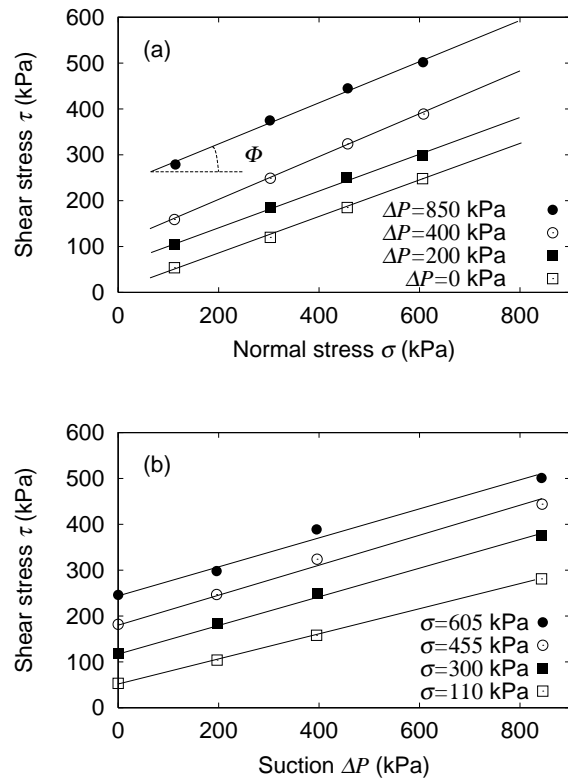 (a)
600
500
400
300
200
100
0
Shear stress τ (kPa)
Φ
ΔP=850 kPa
ΔP=400 kPa
ΔP=200 kPa
ΔP=0 kPa
0 200 400 600 800
Normal stress σ (kPa)
(b)
600
500
400
300
200
100
0
Shear stress τ (kPa)
σ=605 kPa
σ=455 kPa
σ=300 kPa
σ=110 kPa
0 200 400 600 800
Suction ΔP (kPa)